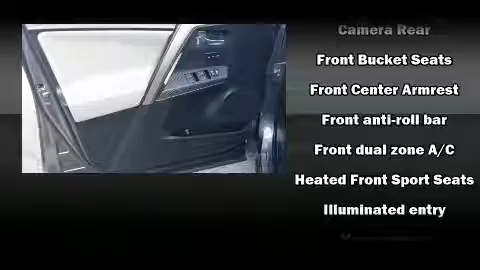 Camera Rear
Front Bucket Seats
Front Center Armrest
Front anti-roll bar
Front dual zone A/C
Heated Front Sport Seats
Illuminated entry